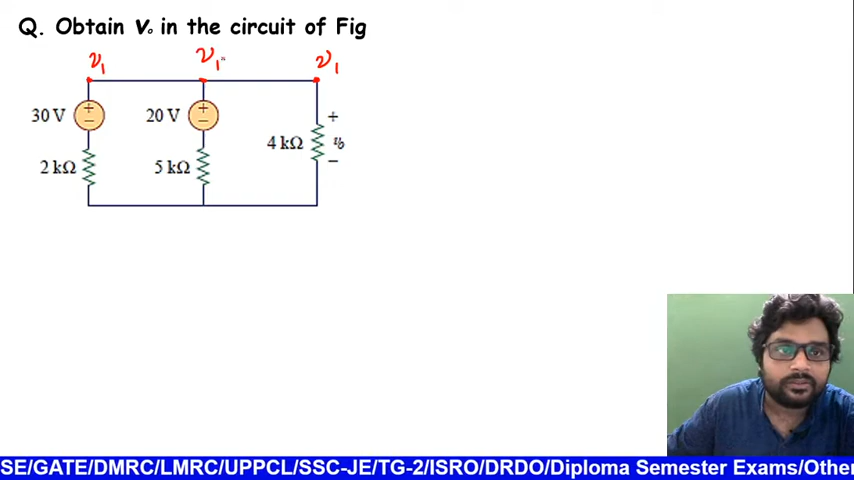 Q. Obtain v₀ in the circuit of Fig
v₁ v₁ v₁
30 V 20 V + − + − +
4 kΩ v₀
2 kΩ 5 kΩ −
SE/GATE/DMRC/LMRC/UPPCL/SSC-JE/TG-2/ISRO/DRDO/Diploma Semester Exams/Other